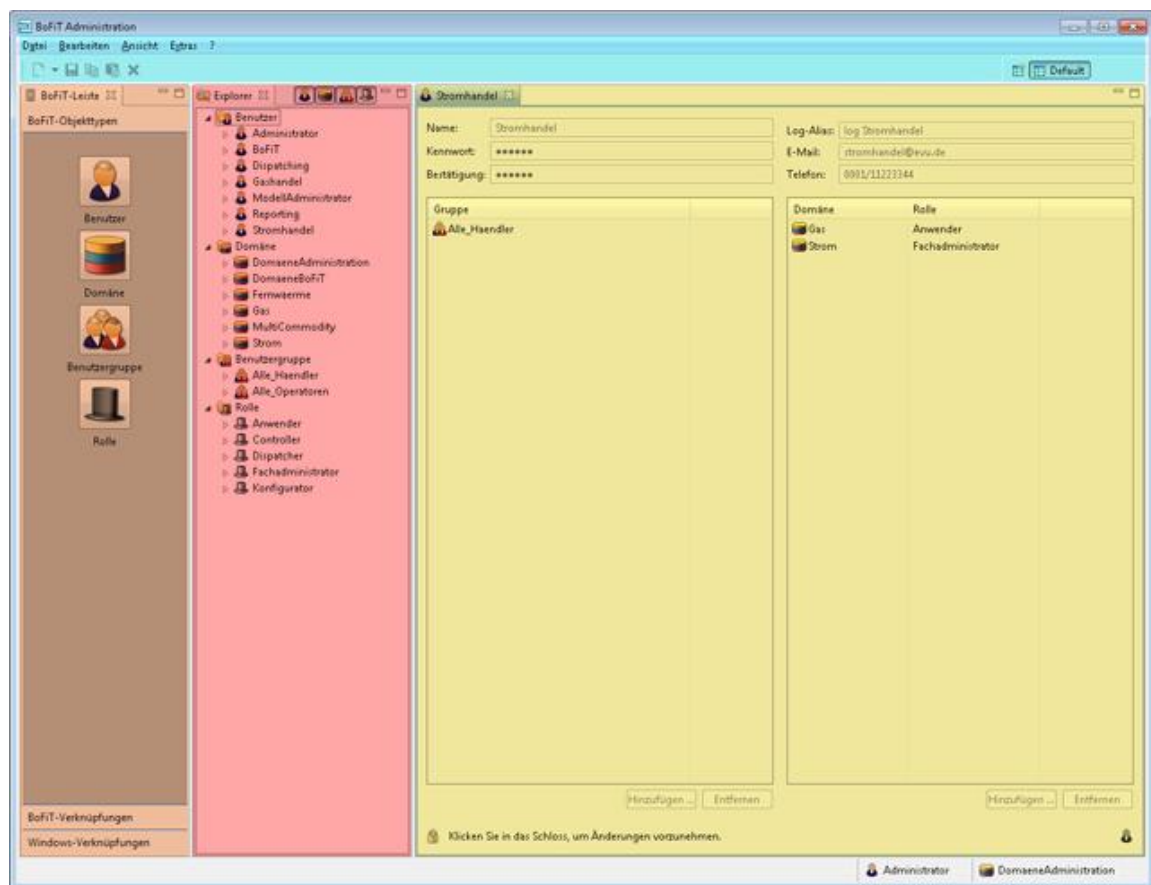 BoFiT Administration
Datei Bearbeiten Ansicht Extras ?
Default
BoFiT-Leiste
BoFiT-Objekttypen
Benutzer
Domäne
Benutzergruppe
Rolle
BoFiT-Verknüpfungen
Windows-Verknüpfungen
Explorer
Benutzer
Administrator
BoFiT
Dispatching
Gashandel
ModellAdministrator
Reporting
Stromhandel
Domäne
DomaeneAdministration
DomaeneBoFiT
Fernwaerme
Gas
MultiCommodity
Strom
Benutzergruppe
Alle_Haendler
Alle_Operatoren
Rolle
Anwender
Controller
Dispatcher
Fachadministrator
Konfigurator
Stromhandel
Name: Stromhandel
Kennwort: ******
Bestätigung: ******
Log-Alias: log Stromhandel
E-Mail: stromhandel@evu.de
Telefon: 0001/11223344
Gruppe
Alle_Haendler
Domäne Rolle
Gas Anwender
Strom Fachadministrator
Hinzufügen ... Entfernen
Hinzufügen ... Entfernen
Klicken Sie in das Schloss, um Änderungen vorzunehmen.
Administrator DomaeneAdministration